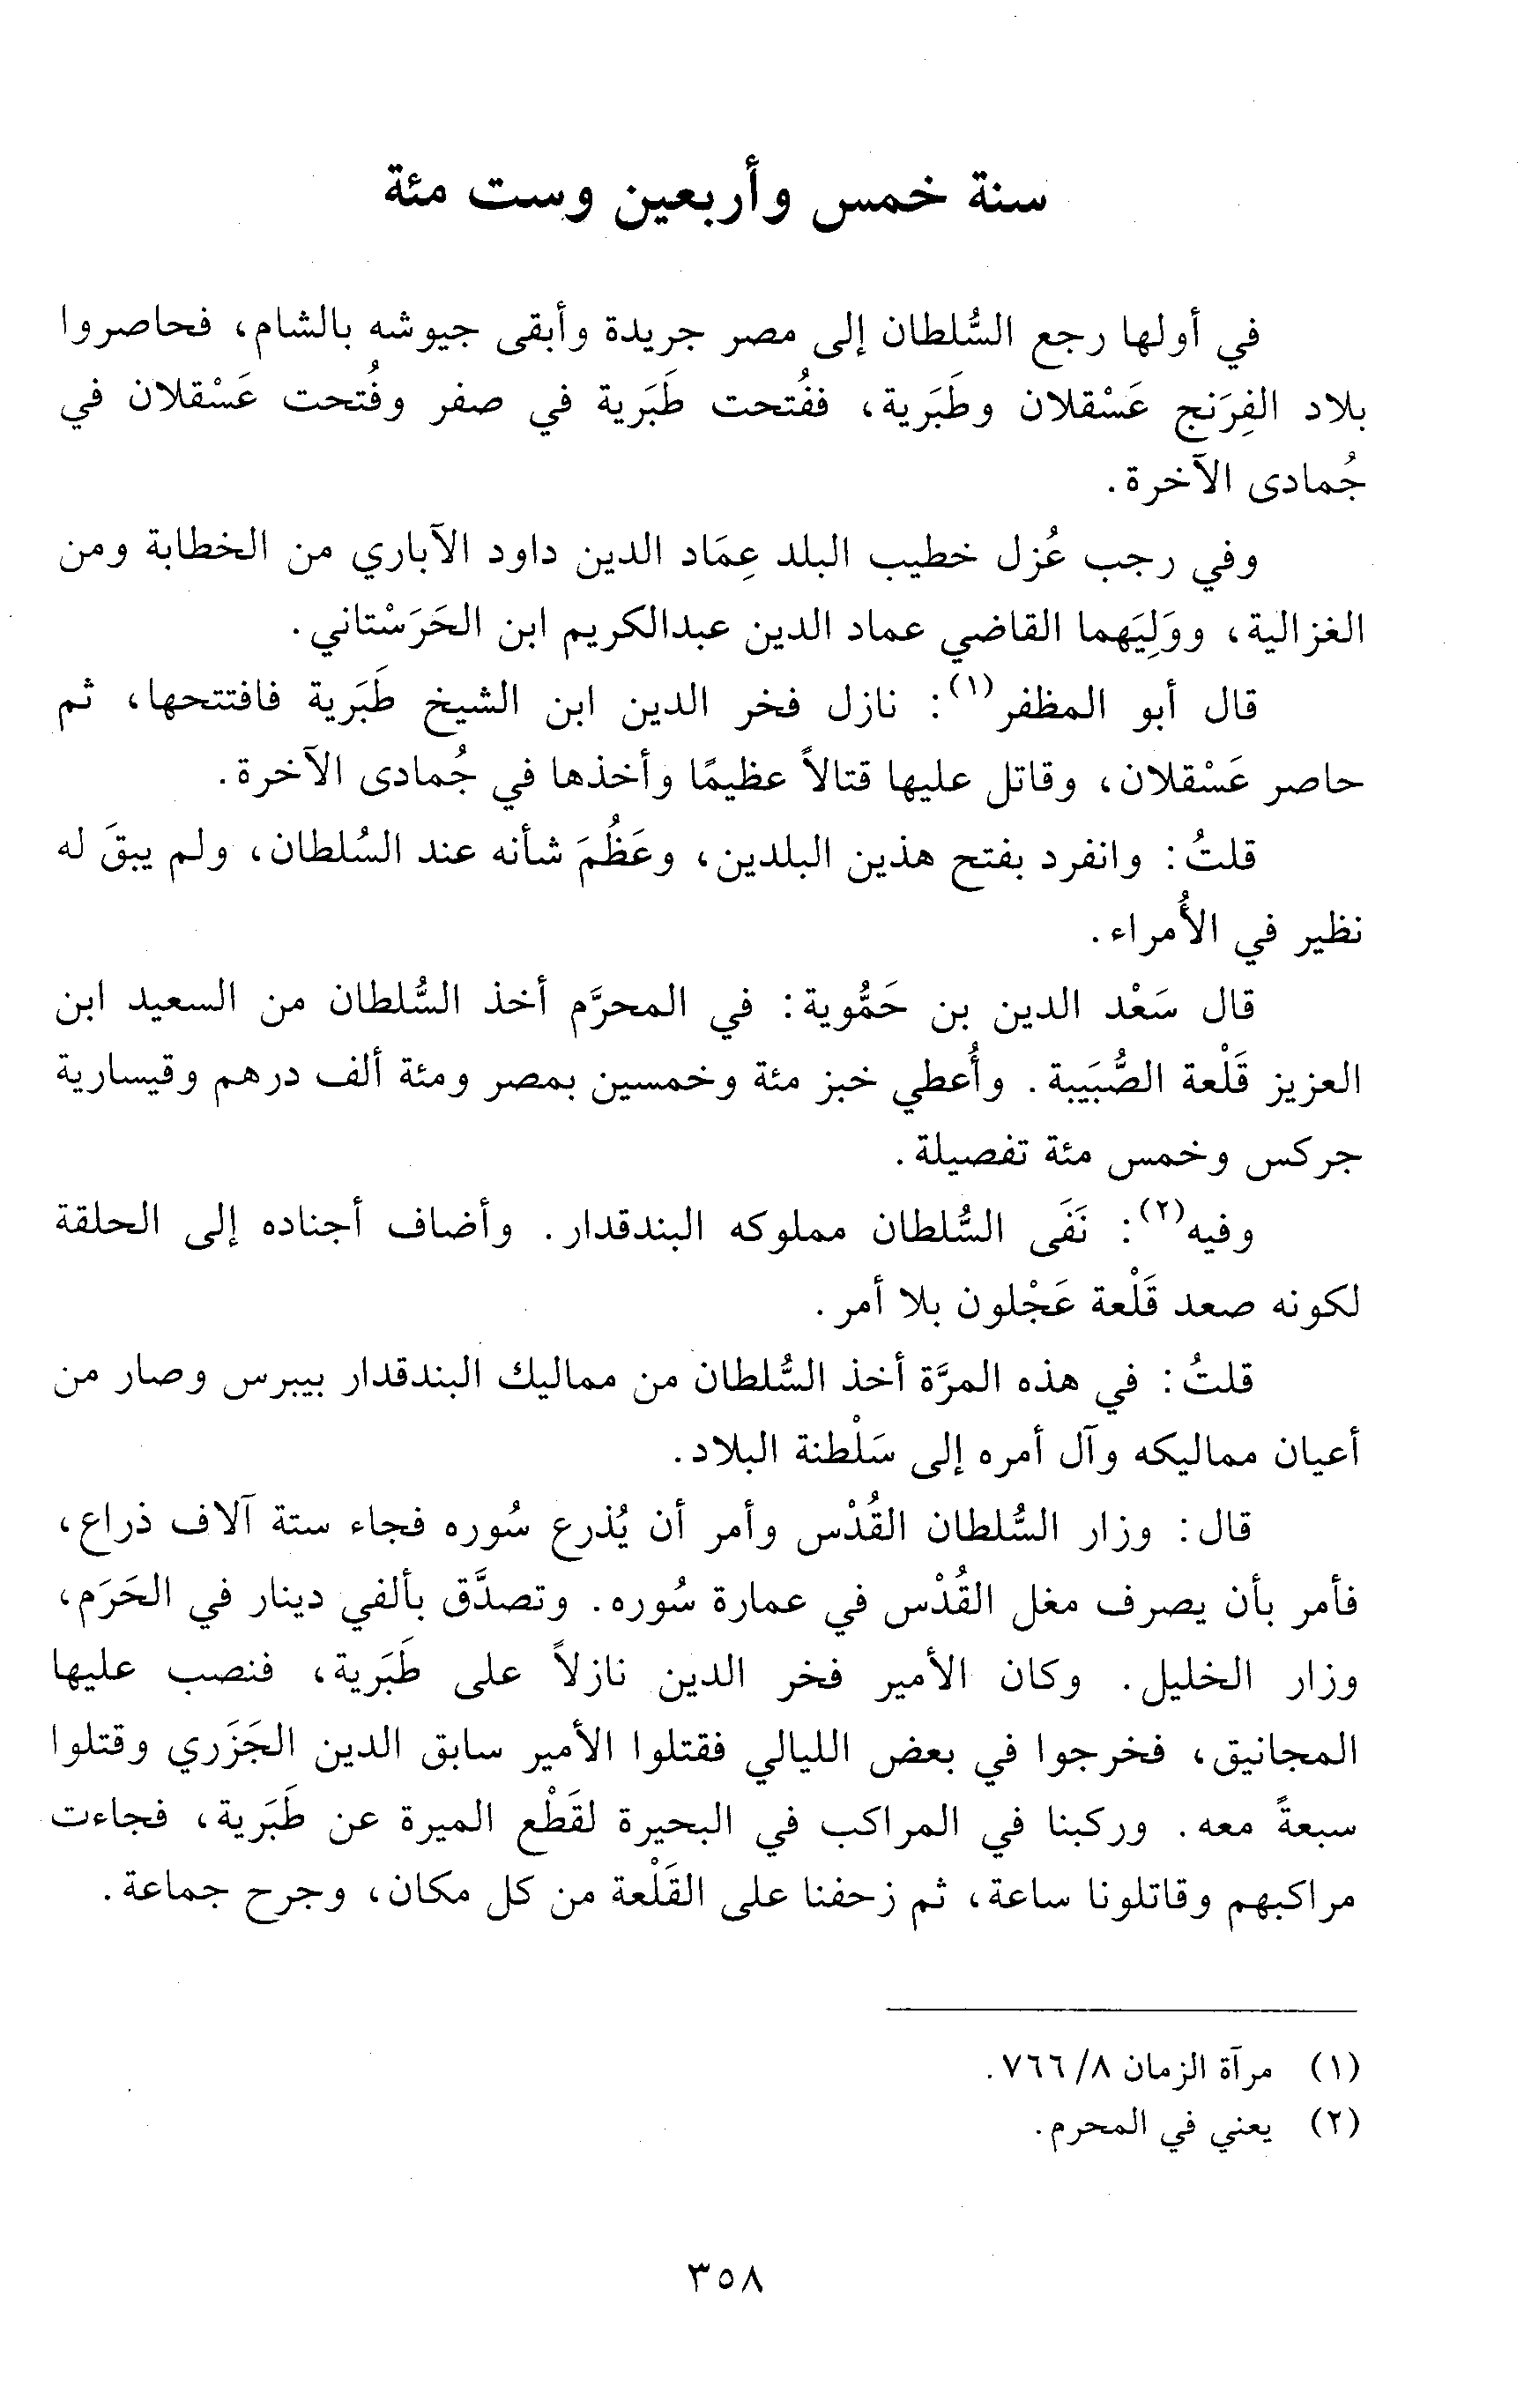 سنة خمس وأربعين وست مئة
في أولها رجع السُّلطان إلى مصر جريدة وأبقى جيوشه بالشام، فحاصروا
بلاد الفِرَنج عَسْقلان وطَبَرية، ففُتحت طَبَرية في صفر وفُتحت عَسْقلان في
جُمادى الآخرة.
وفي رجب عُزل خطيب البلد عِمَاد الدين داود الآباري من الخطابة ومن
الغزالية، ووَلِيَهما القاضي عماد الدين عبدالكريم ابن الحَرَسْتاني.
قال أبو المظفر(١): نازل فخر الدين ابن الشيخ طَبَرية فافتتحها، ثم
حاصر عَسْقلان، وقاتل عليها قتالاً عظيمًا وأخذها في جُمادى الآخرة.
قلتُ: وانفرد بفتح هذين البلدين، وعَظُمَ شأنه عند السُلطان، ولم يبقَ له
نظير في الأُمراء.
قال سَعْد الدين بن حَمُّوية: في المحرَّم أخذ السُّلطان من السعيد ابن
العزيز قَلْعة الصُّبَيبة. وأُعطي خبز مئة وخمسين بمصر ومئة ألف درهم وقيسارية
جركس وخمس مئة تفصيلة.
وفيه(٢): نَفَى السُّلطان مملوكه البندقدار. وأضاف أجناده إلى الحلقة
لكونه صعد قَلْعة عَجْلون بلا أمر.
قلتُ: في هذه المرَّة أخذ السُّلطان من مماليك البندقدار بيبرس وصار من
أعيان مماليكه وآل أمره إلى سَلْطنة البلاد.
قال: وزار السُّلطان القُدْس وأمر أن يُذرع سُوره فجاء ستة آلاف ذراع،
فأمر بأن يصرف مغل القُدْس في عمارة سُوره. وتصدَّق بألفي دينار في الحَرَم،
وزار الخليل. وكان الأمير فخر الدين نازلاً على طَبَرية، فنصب عليها
المجانيق، فخرجوا في بعض الليالي فقتلوا الأمير سابق الدين الجَزَري وقتلوا
سبعةً معه. وركبنا في المراكب في البحيرة لقَطْع الميرة عن طَبَرية، فجاءت
مراكبهم وقاتلونا ساعة، ثم زحفنا على القَلْعة من كل مكان، وجرح جماعة.
(١) مرآة الزمان ٨/ ٧٦٦.
(٢) يعني في المحرم.
٣٥٨